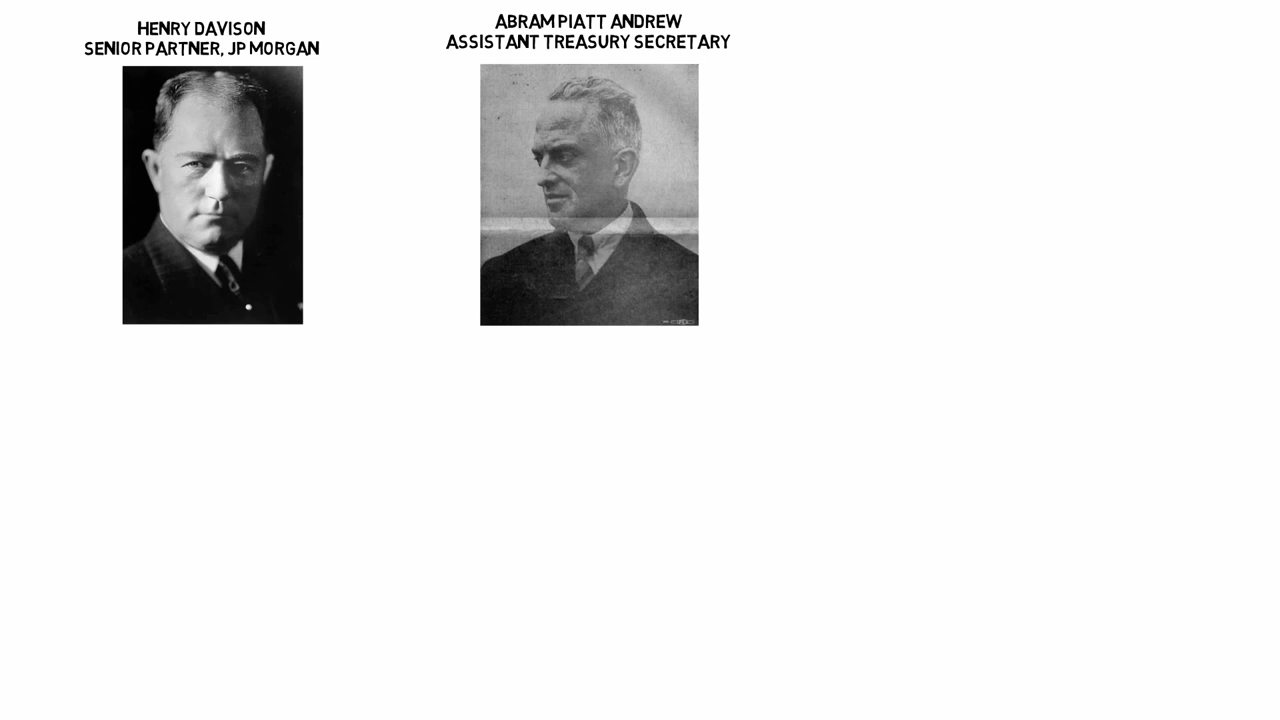 HENRY DAVISON
SENIOR PARTNER, JP MORGAN
ABRAM PIATT ANDREW
ASSISTANT TREASURY SECRETARY